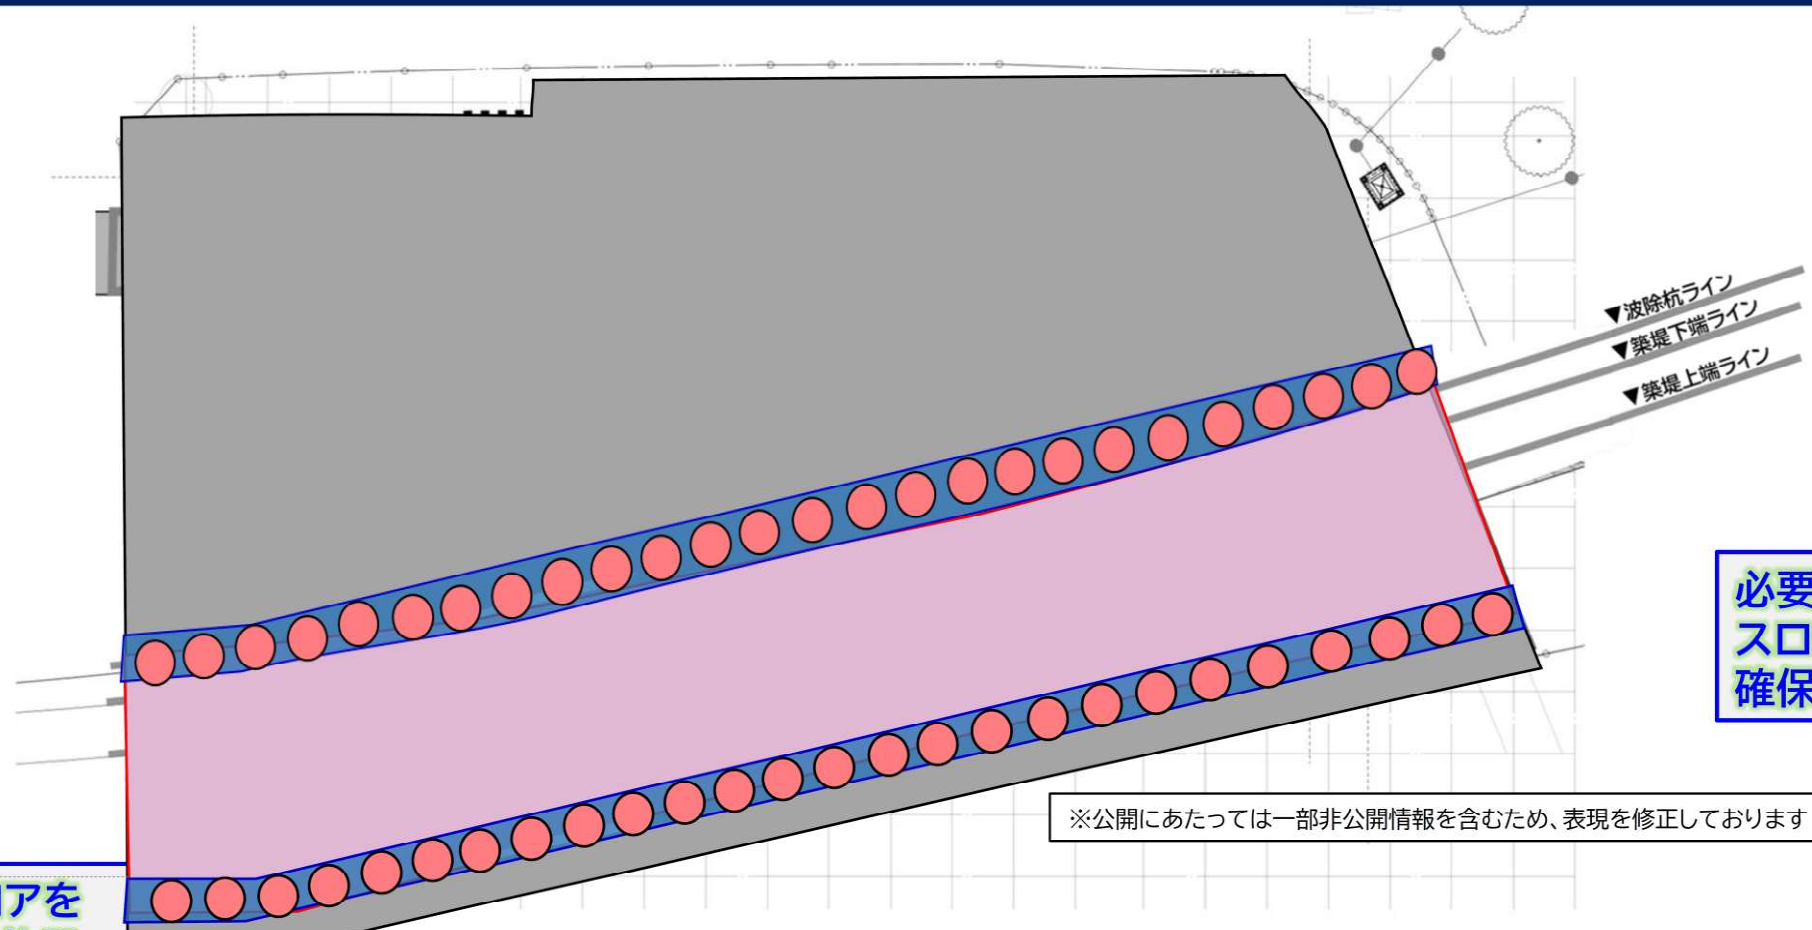 ▼波除杭ライン
▼築堤下端ライン
▼築堤上端ライン
必要
スロ
確保
※公開にあたっては一部非公開情報を含むため、表現を修正しております
アを